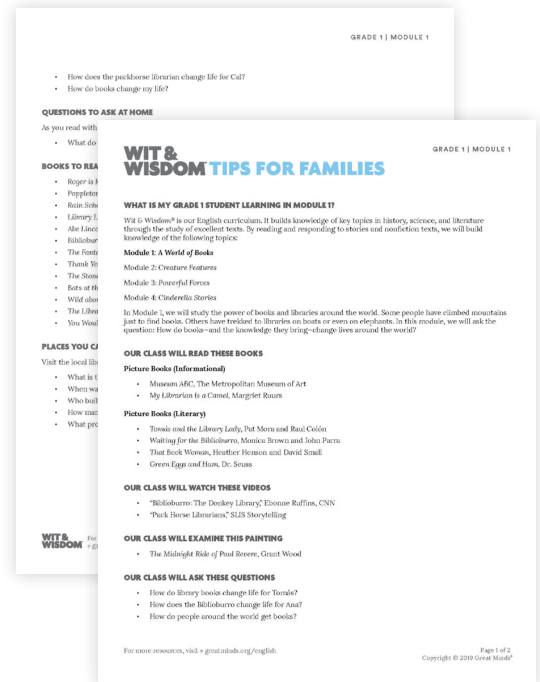 GRADE 1 | MODULE 1
• How does the packhorse librarian change life for Cal?
• How do books change my life?
QUESTIONS TO ASK AT HOME
As you read with
• What do
BOOKS TO REA
• Roger is
• Poppleton
• Rain Sch
• Library L
• Abe Linco
• Bibliobur
• The Fanta
• Thank Yo
• The Ston
• Bats at th
• Wild abou
• The Libra
• You Woul
PLACES YOU CA
Visit the local lib
• What is t
• When wa
• Who buil
• How man
• What pro
WIT &
WISDOM
For
GRADE 1 | MODULE 1
WIT &
WISDOM TIPS FOR FAMILIES
WHAT IS MY GRADE 1 STUDENT LEARNING IN MODULE 1?
Wit & Wisdom® is our English curriculum. It builds knowledge of key topics in history, science, and literature
through the study of excellent texts. By reading and responding to stories and nonfiction texts, we will build
knowledge of the following topics:
Module 1: A World of Books
Module 2: Creature Features
Module 3: Powerful Forces
Module 4: Cinderella Stories
In Module 1, we will study the power of books and libraries around the world. Some people have climbed mountains
just to find books. Others have trekked to libraries on boats or even on elephants. In this module, we will ask the
question: How do books—and the knowledge they bring—change lives around the world?
OUR CLASS WILL READ THESE BOOKS
Picture Books (Informational)
• Museum ABC, The Metropolitan Museum of Art
• My Librarian Is a Camel, Margriet Ruurs
Picture Books (Literary)
• Tomás and the Library Lady, Pat Mora and Raul Colón
• Waiting for the Biblioburro, Monica Brown and John Parra
• That Book Woman, Heather Henson and David Small
• Green Eggs and Ham, Dr. Seuss
OUR CLASS WILL WATCH THESE VIDEOS
• “Biblioburro: The Donkey Library,” Ebonne Ruffins, CNN
• “Pack Horse Librarians,” SLIS Storytelling
OUR CLASS WILL EXAMINE THIS PAINTING
• The Midnight Ride of Paul Revere, Grant Wood
OUR CLASS WILL ASK THESE QUESTIONS
• How do library books change life for Tomás?
• How does the Biblioburro change life for Ana?
• How do people around the world get books?
For more resources, visit » greatminds.org/english
Page 1 of 2
Copyright © 2019 Great Minds®